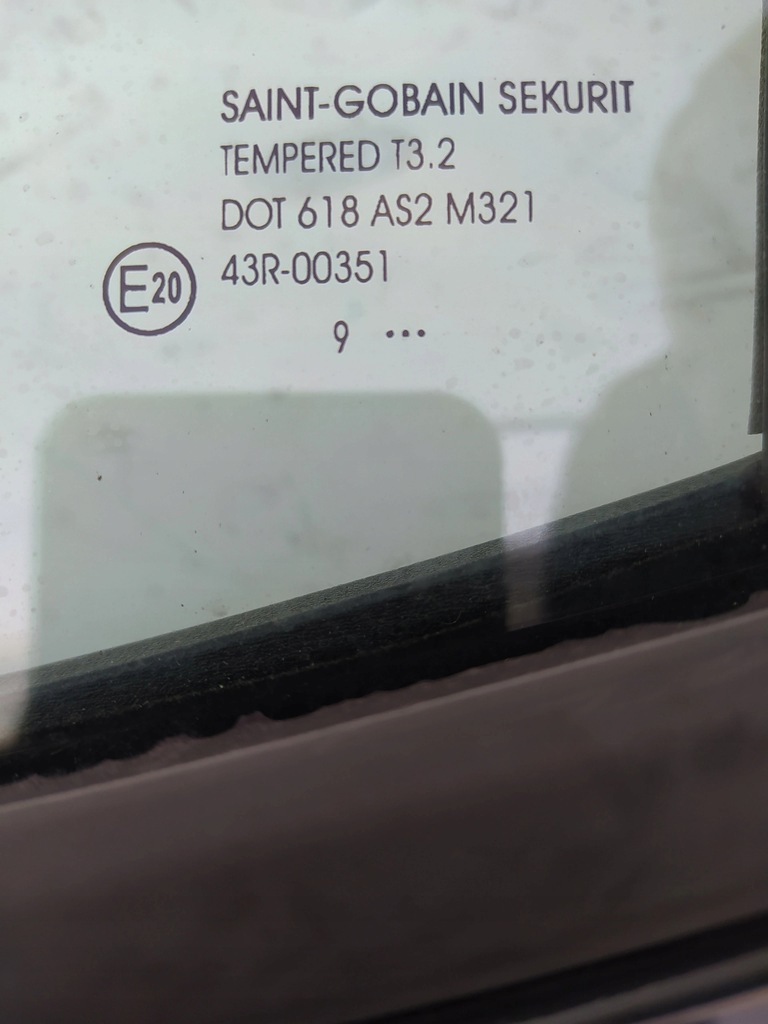 SAINT-GOBAIN SEKURIT
TEMPERED T3.2
DOT 618 AS2 M321
E20 43R-00351
9 •••